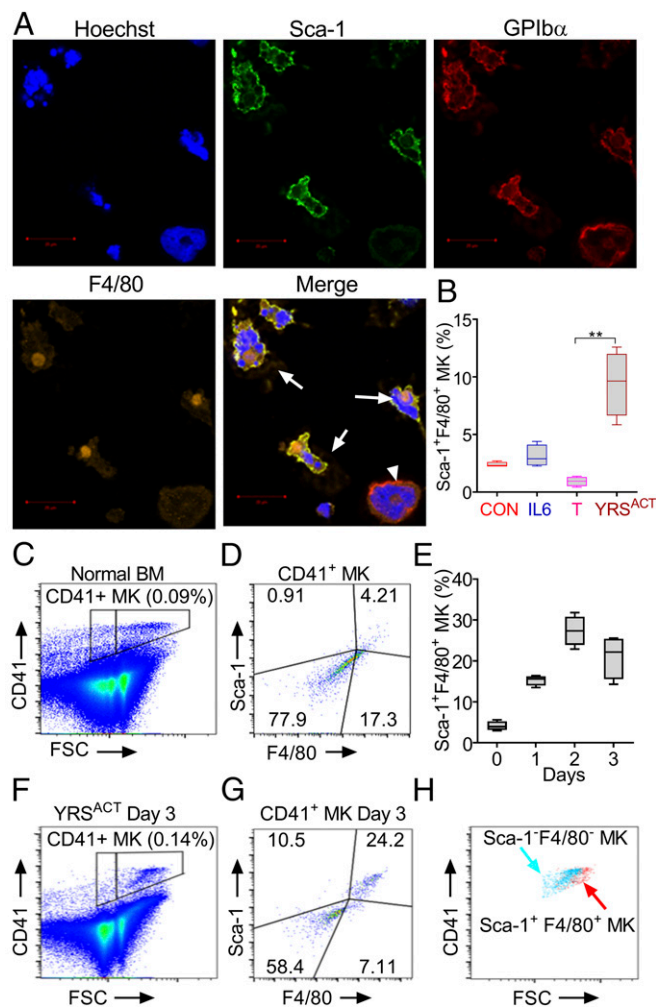 A
Hoechst
Sca-1
GPIbα
F4/80
Merge
B
Sca-1+F4/80+ MK (%)
15
10
5
0
CON
IL6
T
YRSACT
**
C
Normal BM
CD41+ MK (0.09%)
CD41
FSC
D
CD41+ MK
0.91
4.21
77.9
17.3
Sca-1
F4/80
E
Sca-1+F4/80+ MK (%)
40
30
20
10
0
0
1
2
3
Days
F
YRSACT Day 3
CD41+ MK (0.14%)
CD41
FSC
G
CD41+ MK Day 3
10.5
24.2
58.4
7.11
Sca-1
F4/80
H
Sca-1-F4/80- MK
Sca-1+ F4/80+ MK
CD41
FSC